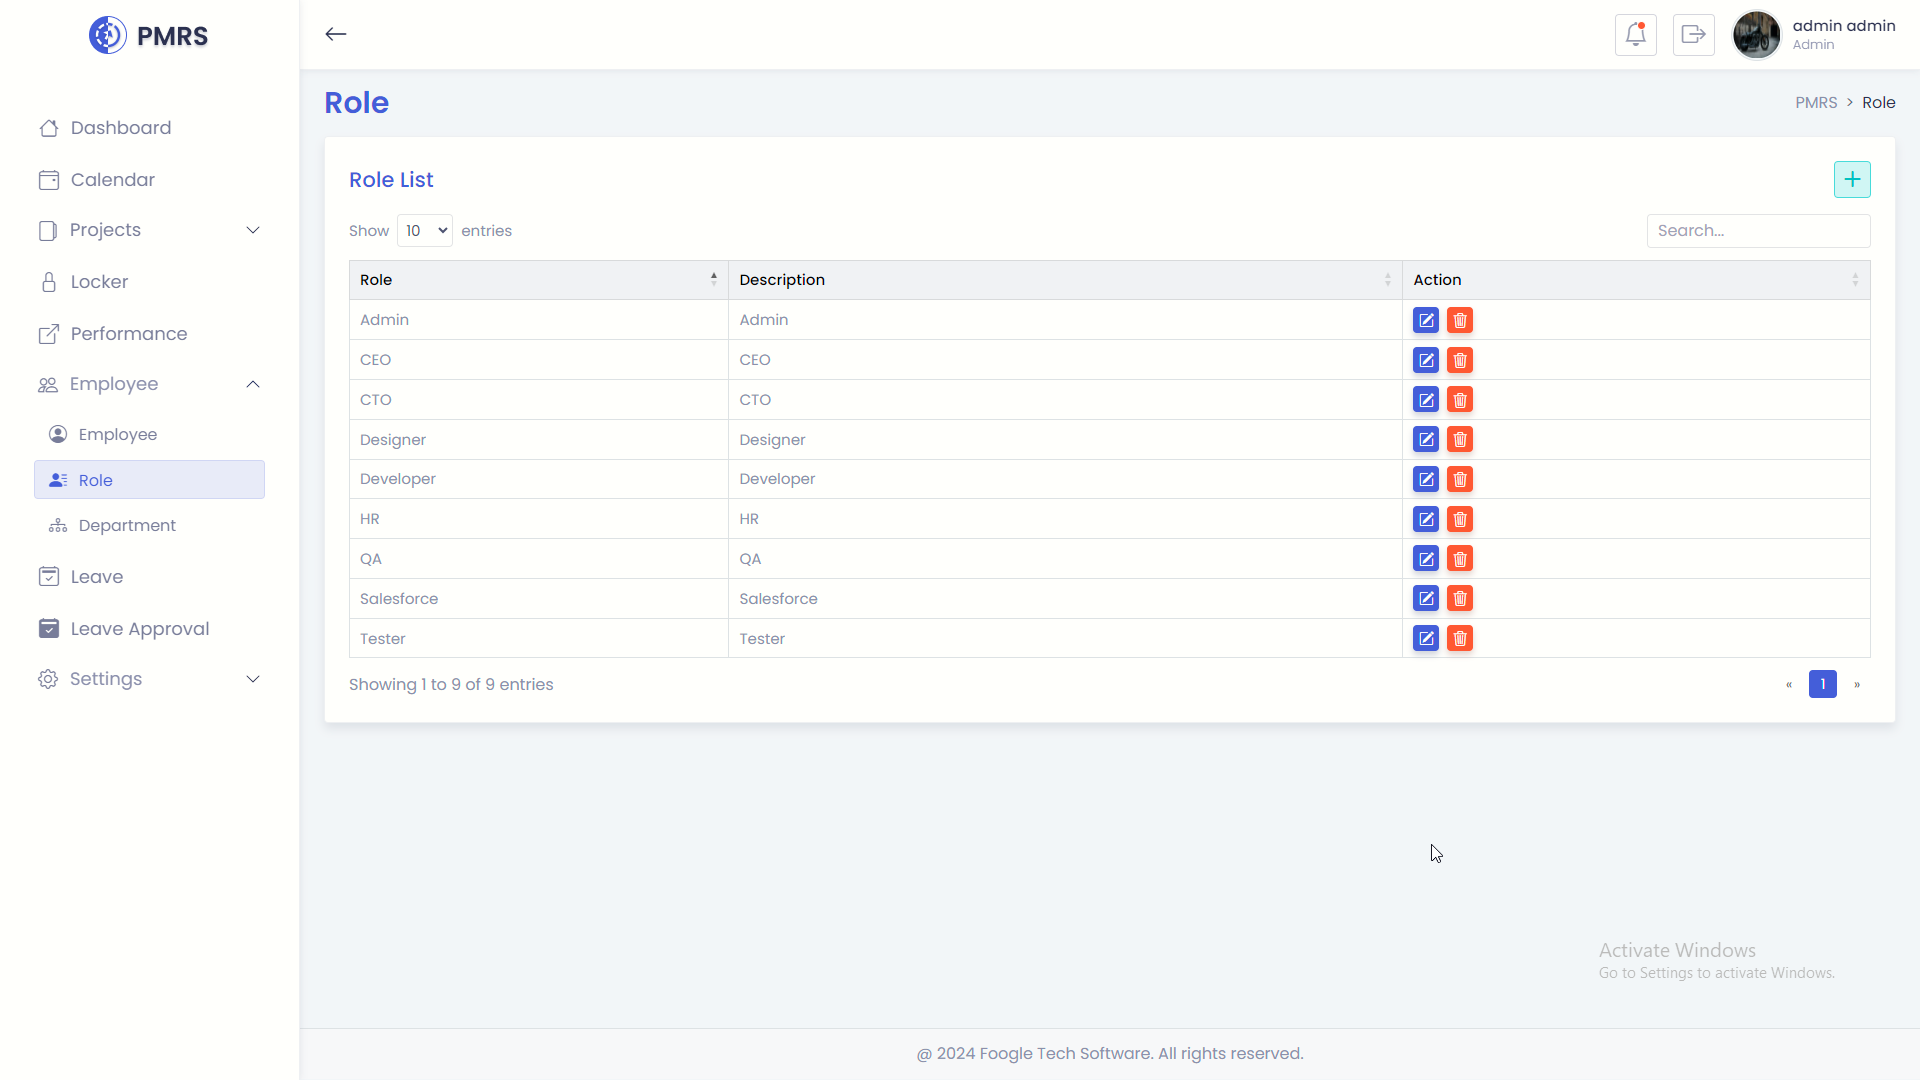 PMRS
admin admin
Admin
Dashboard
Calendar
Projects
Locker
Performance
Employee
Employee
Role
Department
Leave
Leave Approval
Settings
Role
PMRS > Role
Role List
Show 10 entries
Search...
Role Description Action
Admin Admin
CEO CEO
CTO CTO
Designer Designer
Developer Developer
HR HR
QA QA
Salesforce Salesforce
Tester Tester
Showing 1 to 9 of 9 entries
« 1 »
Activate Windows
Go to Settings to activate Windows.
@ 2024 Foogle Tech Software. All rights reserved.